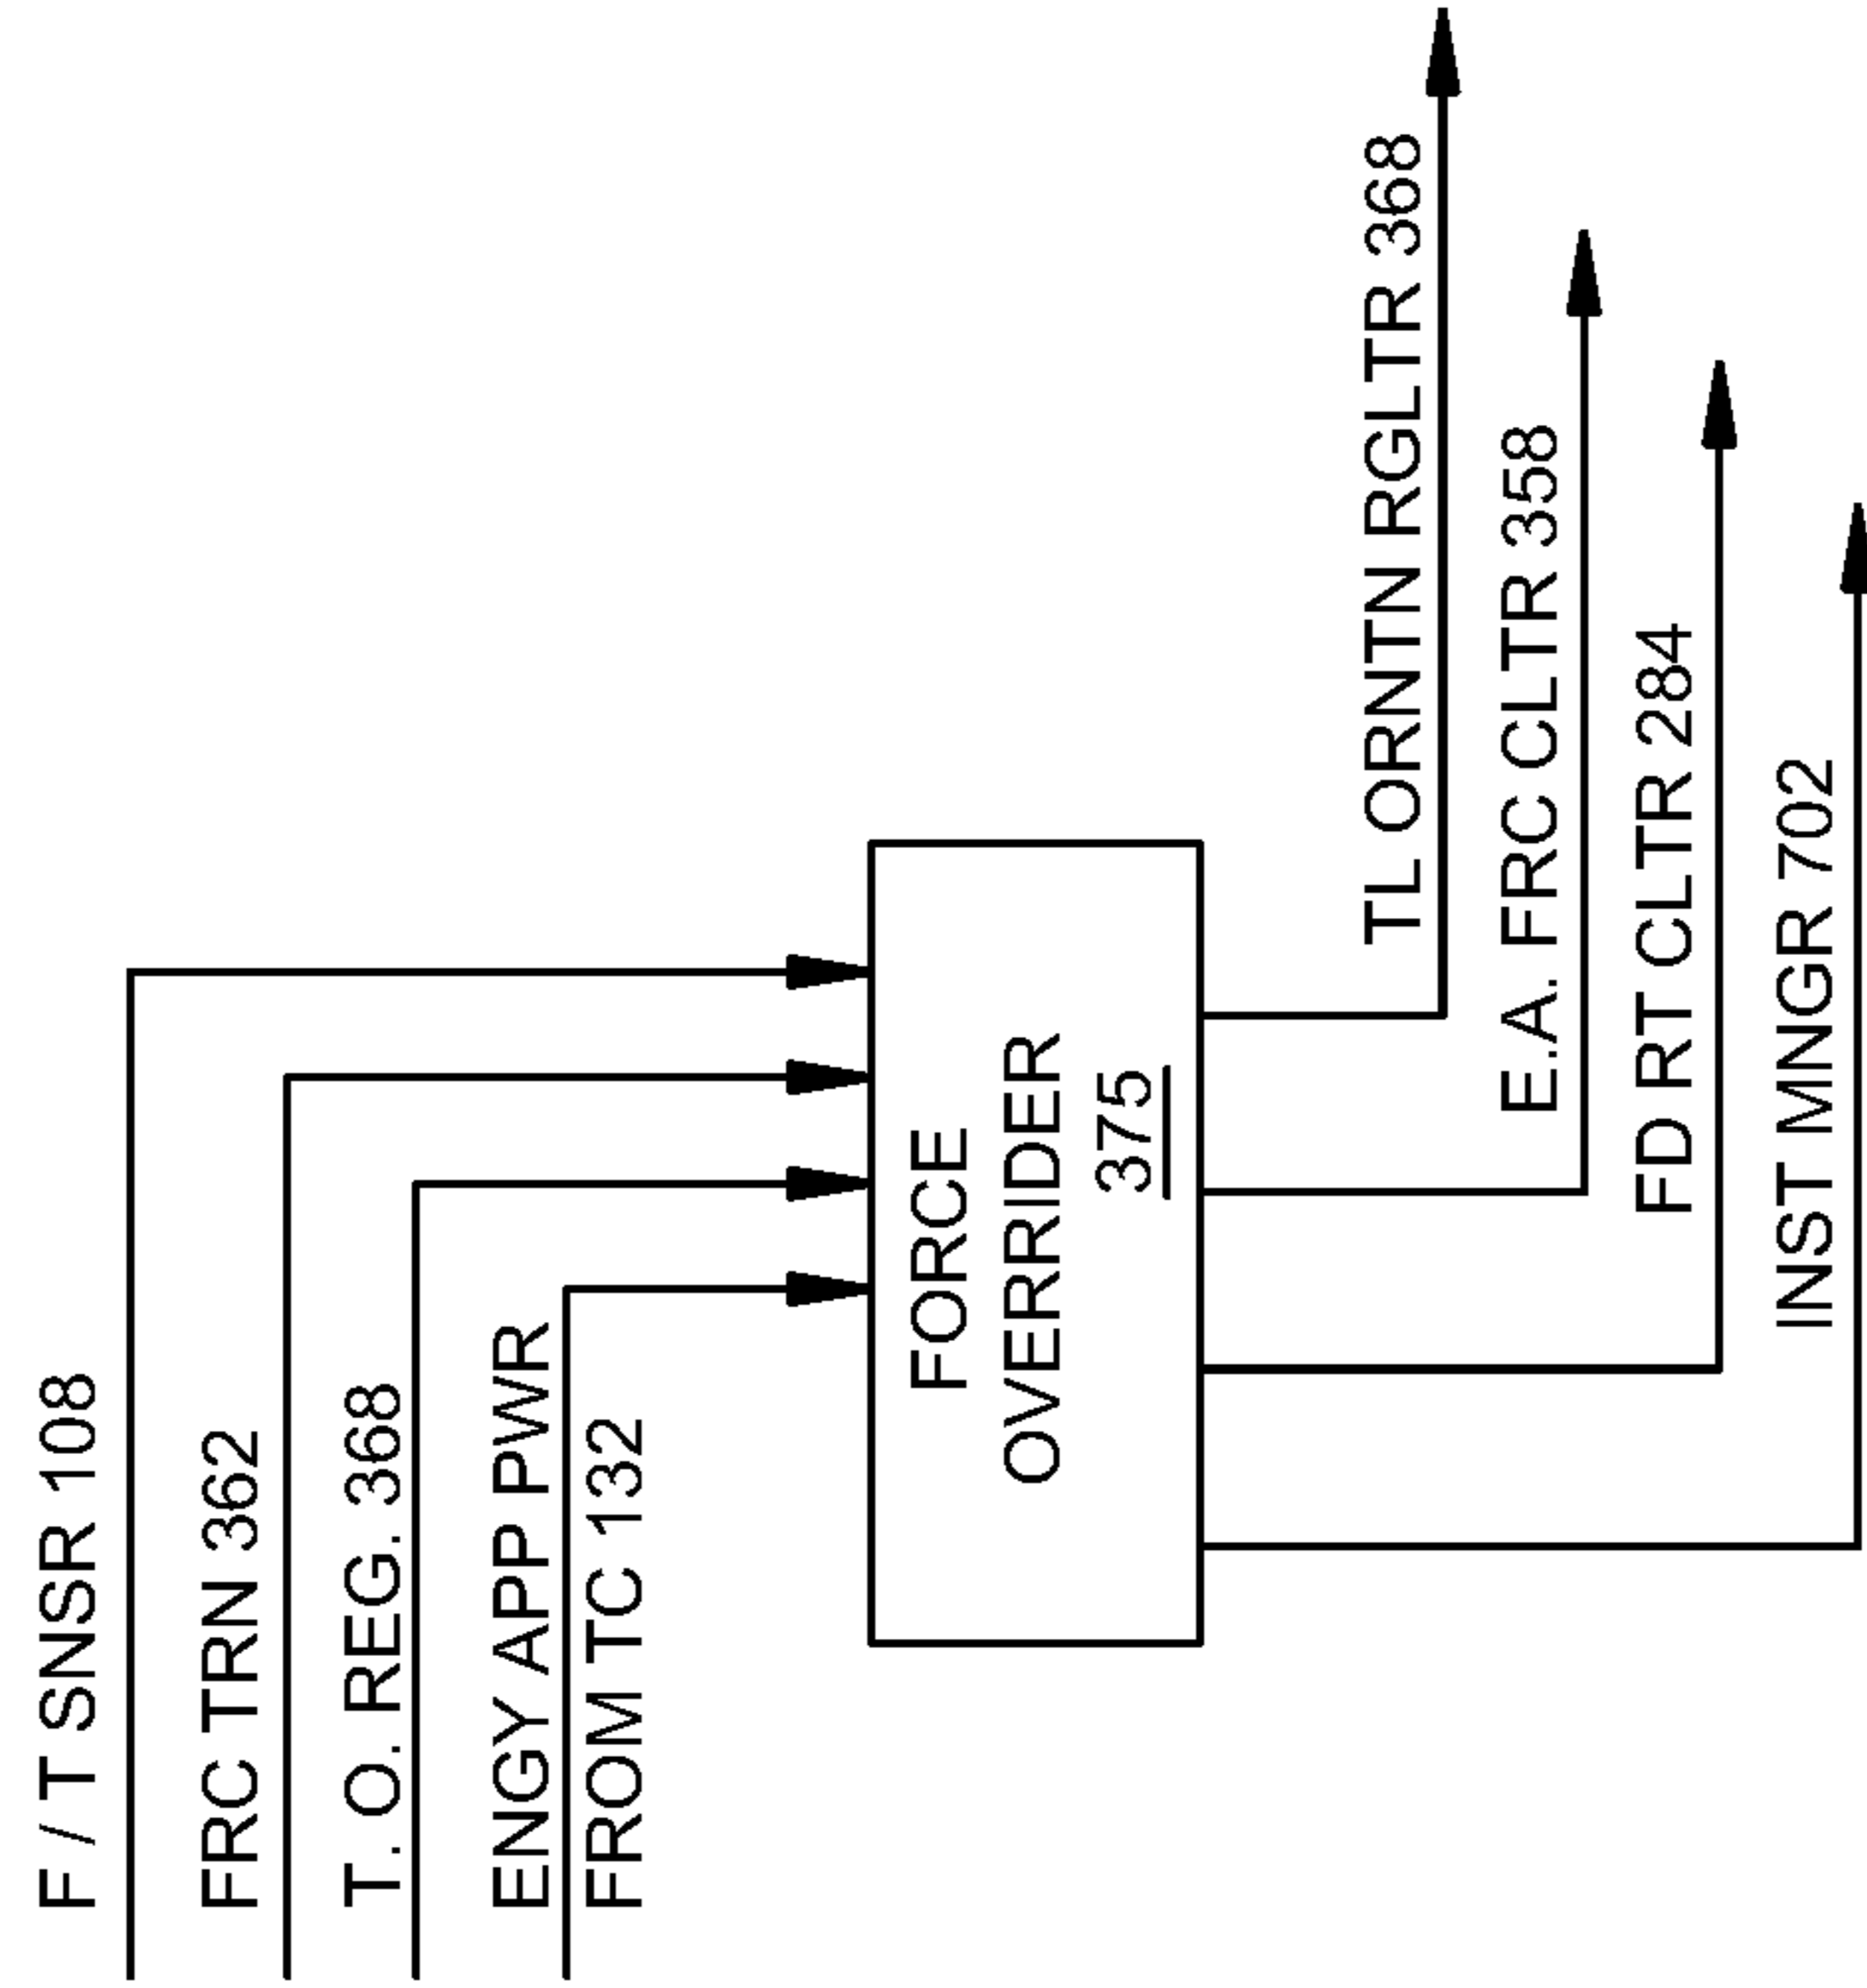 F / T SNSR 108
FRC TRN 362
T. O. REG. 368
ENGY APP PWR
FROM TC 132
FORCE
OVERRIDER
375
TL ORNTN RGLTR 368
E.A. FRC CLTR 358
FD RT CLTR 284
INST MNGR 702